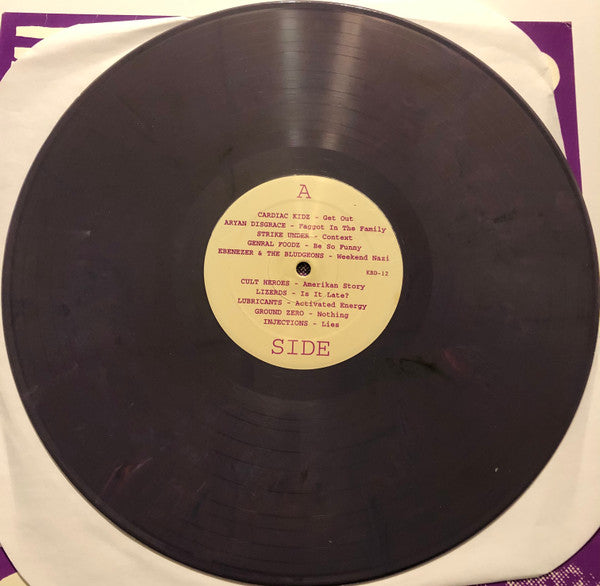 A
CARDIAC KIDZ - Get Out
ARYAN DISGRACE - Faggot In The Family
STRIKE UNDER - Context
GENRAL FOODZ - Be So Funny
EBENEZER & THE BLUDGEONS - Weekend Nazi
KBD-12
CULT HEROES - Amerikan Story
LIZERDS - Is It Late?
LUBRICANTS - Activated Energy
GROUND ZERO - Nothing
INJECTIONS - Lies
SIDE